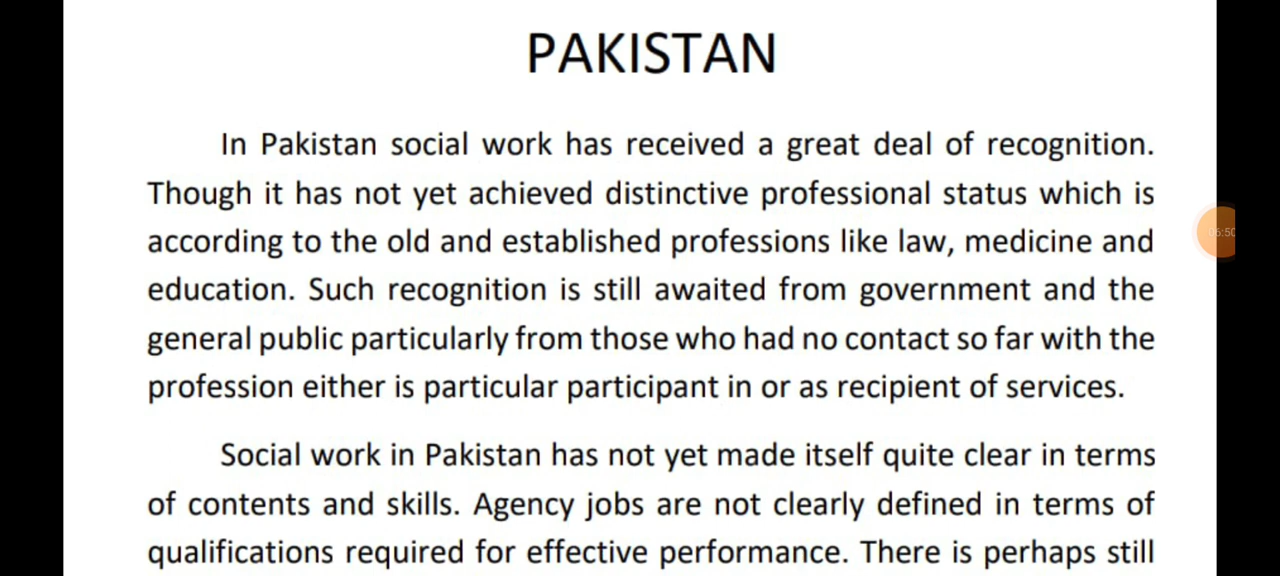 PAKISTAN
In Pakistan social work has received a great deal of recognition.
Though it has not yet achieved distinctive professional status which is
according to the old and established professions like law, medicine and
education. Such recognition is still awaited from government and the
general public particularly from those who had no contact so far with the
profession either is particular participant in or as recipient of services.
Social work in Pakistan has not yet made itself quite clear in terms
of contents and skills. Agency jobs are not clearly defined in terms of
qualifications required for effective performance. There is perhaps still
06:50